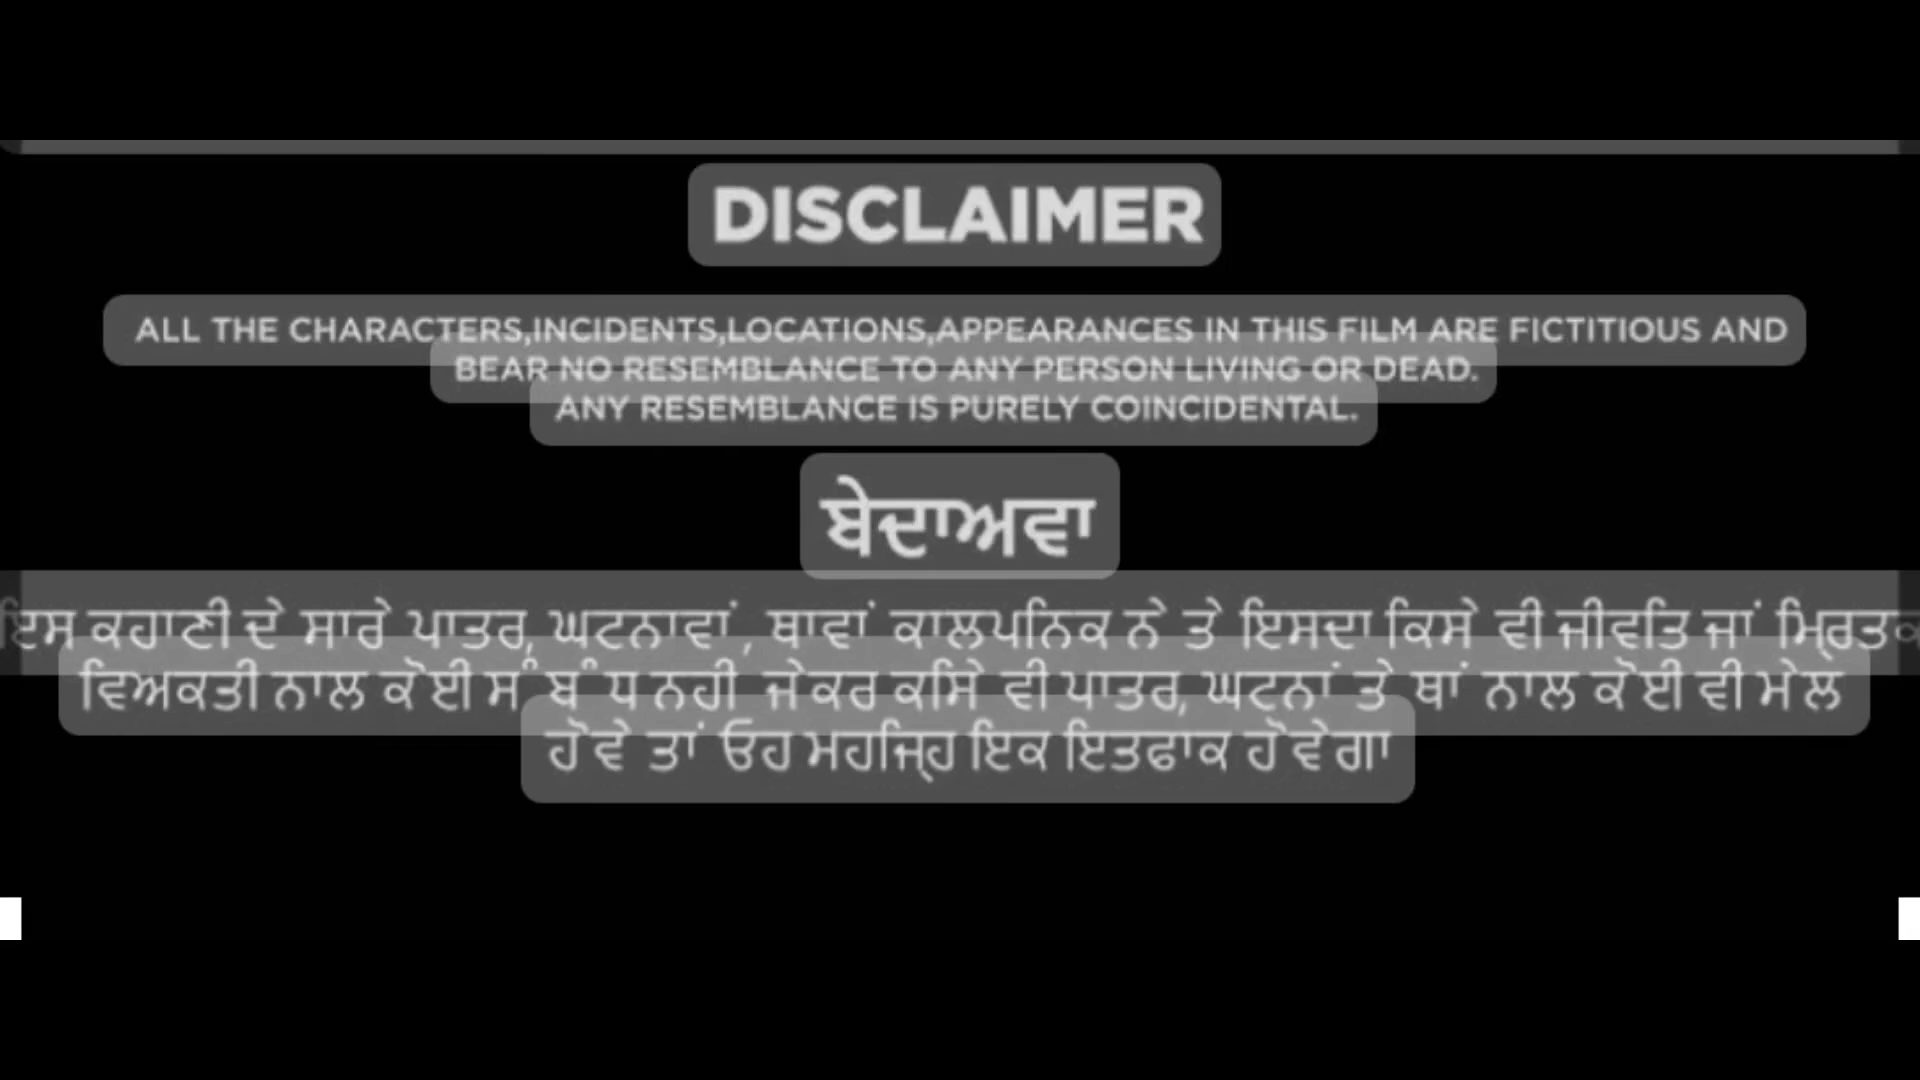 DISCLAIMER
ALL THE CHARACTERS,INCIDENTS,LOCATIONS,APPEARANCES IN THIS FILM ARE FICTITIOUS AND
BEAR NO RESEMBLANCE TO ANY PERSON LIVING OR DEAD.
ANY RESEMBLANCE IS PURELY COINCIDENTAL.
ਬੇਦਾਅਵਾ
ਇਸ ਕਹਾਣੀ ਦੇ ਸਾਰੇ ਪਾਤਰ, ਘਟਨਾਵਾਂ , ਥਾਵਾਂ ਕਾਲਪਨਿਕ ਨੇ ਤੇ ਇਸਦਾ ਕਿਸੇ ਵੀ ਜੀਵਤਿ ਜਾਂ ਮ੍ਰਿਤਕ
ਵਿਅਕਤੀ ਨਾਲ ਕੋਈ ਸੰਬੰਧ ਨਹੀ ਜੇਕਰ ਕਸਿੇ ਵੀ ਪਾਤਰ, ਘਟਨਾਂ ਤੇ ਥਾਂ ਨਾਲ ਕੋਈ ਵੀ ਮੇਲ
ਹੋਵੇ ਤਾਂ ਓਹ ਮਹਜ੍ਹਿ ਇਕ ਇਤਫਾਕ ਹੋਵੇਗਾ